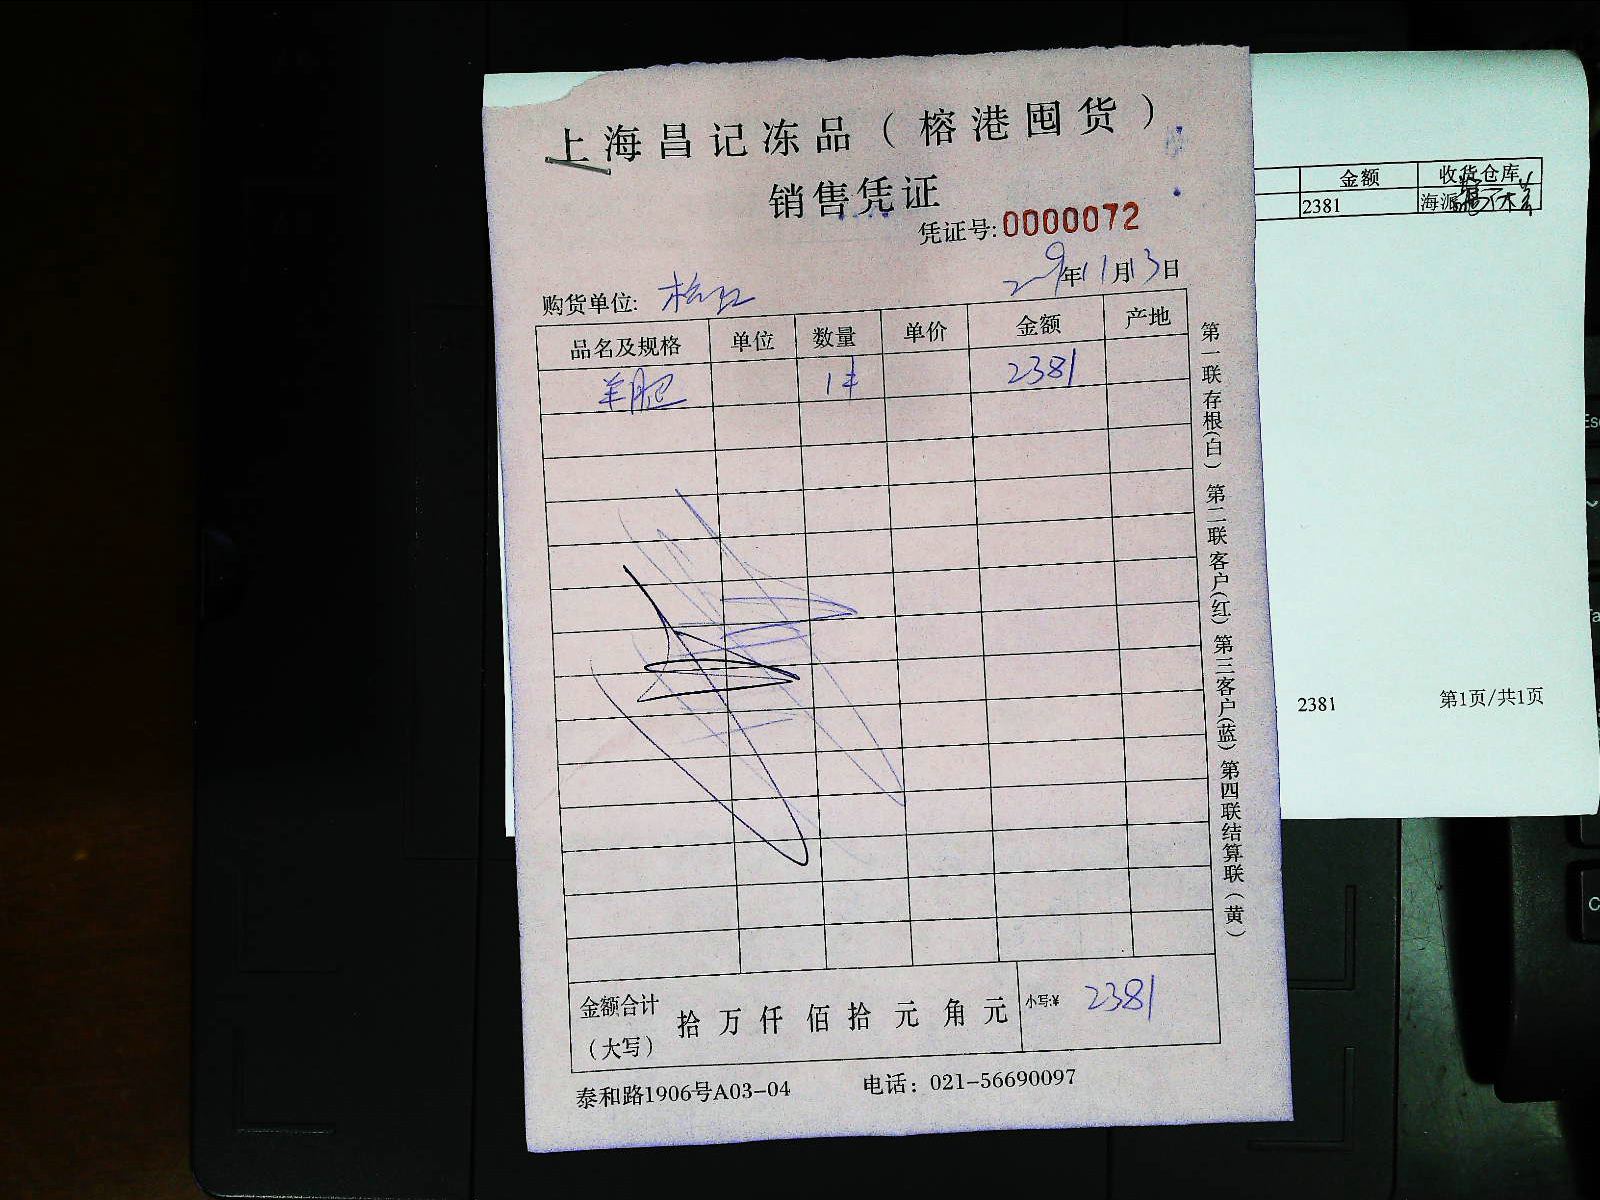 上海昌记冻品（榕港囤货）
销售凭证
凭证号:0000072
年11月13日
购货单位:
品名及规格 单位 数量 单价 金额 产地
羊肥 1 2381
金额合计（大写） 拾 万 仟 佰 拾 元 角 元 小写:¥ 2381
泰和路1906号A03-04 电话：021-56690097
第一联存根(白) 第二联客户(红) 第三客户(蓝) 第四联结算联（黄）
金额 收货仓库
2381 海派
2381 第1页/共1页